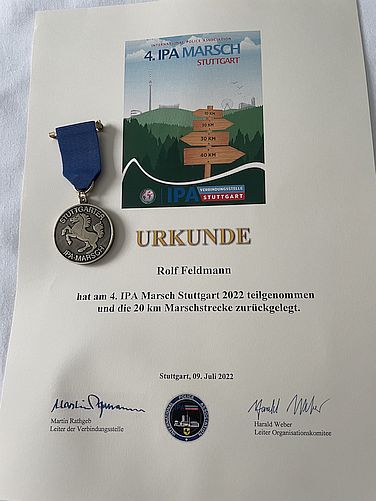 INTERNATIONAL POLICE ASSOCIATION
4. IPA MARSCH
STUTTGART
10 KM
20 KM
30 KM
40 KM
IPA VERBINDUNGSSTELLE
STUTTGART
STUTTGARTER
IPA-MARSCH
URKUNDE
Rolf Feldmann
hat am 4. IPA Marsch Stuttgart 2022 teilgenommen
und die 20 km Marschstrecke zurückgelegt.
Stuttgart, 09. Juli 2022
Martin Rathgeb
Leiter der Verbindungsstelle
Harald Weber
Harald Weber
Leiter Organisationskomitee